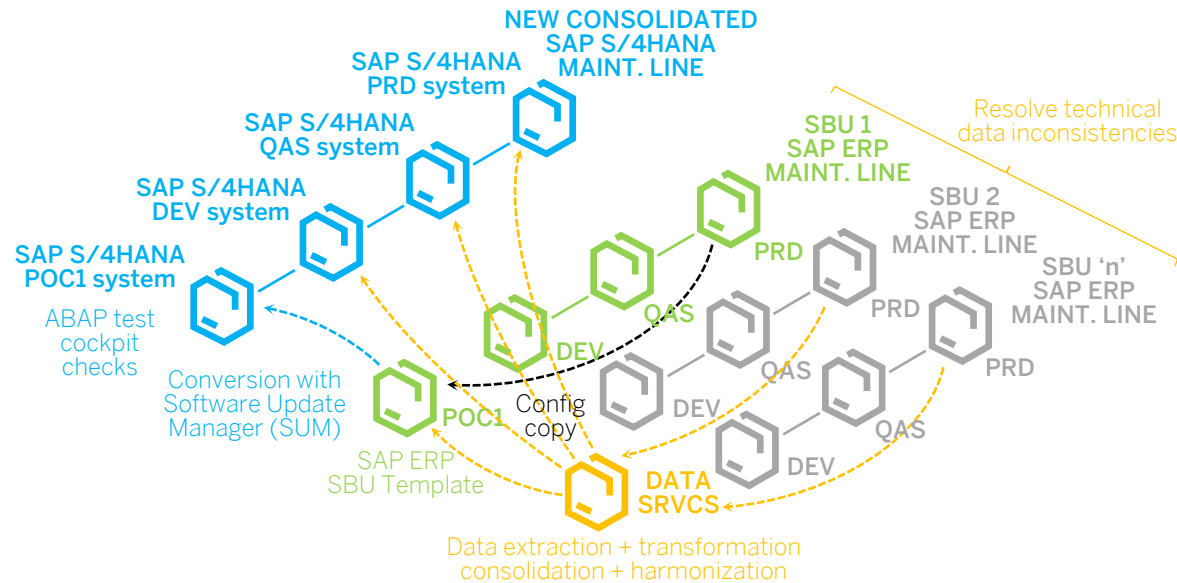 NEW CONSOLIDATED
SAP S/4HANA
MAINT. LINE
SAP S/4HANA
PRD system
SAP S/4HANA
QAS system
SAP S/4HANA
DEV system
SAP S/4HANA
POC1 system
ABAP test
cockpit
checks
Conversion with
Software Update
Manager (SUM)
POC1
SAP ERP
SBU Template
Config
copy
SBU 1
SAP ERP
MAINT. LINE
PRD
QAS
DEV
Resolve technical
data inconsistencies
SBU 2
SAP ERP
MAINT. LINE
PRD
QAS
DEV
SBU ‘n’
SAP ERP
MAINT. LINE
PRD
QAS
DEV
DATA
SRVCS
Data extraction + transformation
consolidation + harmonization